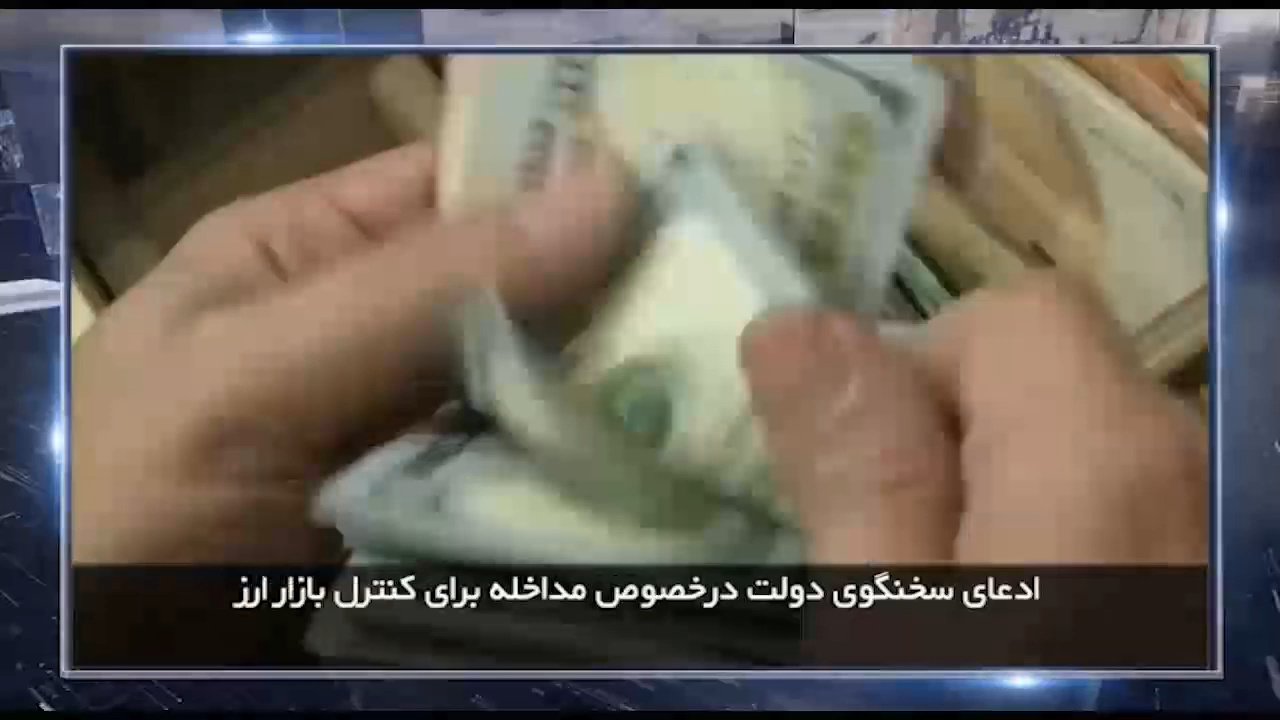 ادعای سخنگوی دولت درخصوص مداخله برای کنترل بازار ارز